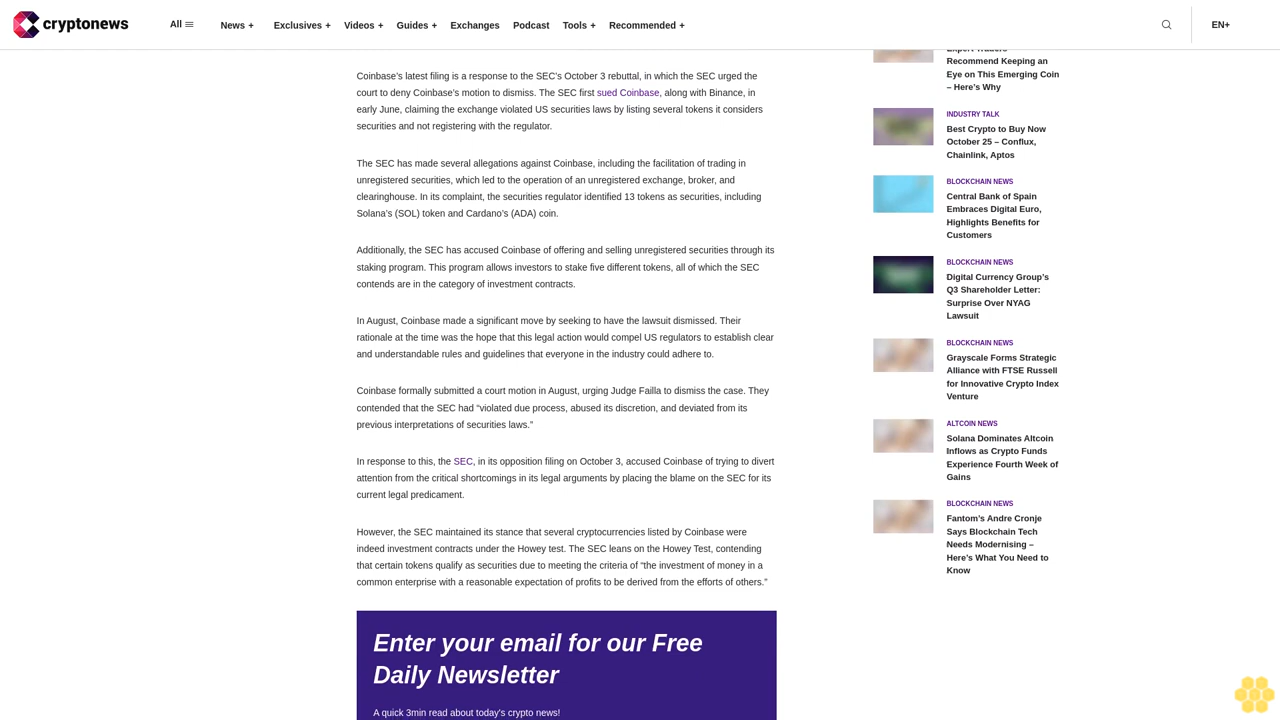 cryptonews
All
News +
Exclusives +
Videos +
Guides +
Exchanges
Podcast
Tools +
Recommended +
EN+
Coinbase’s latest filing is a response to the SEC’s October 3 rebuttal, in which the SEC urged the
court to deny Coinbase’s motion to dismiss. The SEC first sued Coinbase, along with Binance, in
early June, claiming the exchange violated US securities laws by listing several tokens it considers
securities and not registering with the regulator.
The SEC has made several allegations against Coinbase, including the facilitation of trading in
unregistered securities, which led to the operation of an unregistered exchange, broker, and
clearinghouse. In its complaint, the securities regulator identified 13 tokens as securities, including
Solana’s (SOL) token and Cardano’s (ADA) coin.
Additionally, the SEC has accused Coinbase of offering and selling unregistered securities through its
staking program. This program allows investors to stake five different tokens, all of which the SEC
contends are in the category of investment contracts.
In August, Coinbase made a significant move by seeking to have the lawsuit dismissed. Their
rationale at the time was the hope that this legal action would compel US regulators to establish clear
and understandable rules and guidelines that everyone in the industry could adhere to.
Coinbase formally submitted a court motion in August, urging Judge Failla to dismiss the case. They
contended that the SEC had “violated due process, abused its discretion, and deviated from its
previous interpretations of securities laws.”
In response to this, the SEC, in its opposition filing on October 3, accused Coinbase of trying to divert
attention from the critical shortcomings in its legal arguments by placing the blame on the SEC for its
current legal predicament.
However, the SEC maintained its stance that several cryptocurrencies listed by Coinbase were
indeed investment contracts under the Howey test. The SEC leans on the Howey Test, contending
that certain tokens qualify as securities due to meeting the criteria of “the investment of money in a
common enterprise with a reasonable expectation of profits to be derived from the efforts of others.”
Enter your email for our Free
Daily Newsletter
A quick 3min read about today's crypto news!
Expert Traders
Recommend Keeping an
Eye on This Emerging Coin
– Here’s Why
INDUSTRY TALK
Best Crypto to Buy Now
October 25 – Conflux,
Chainlink, Aptos
BLOCKCHAIN NEWS
Central Bank of Spain
Embraces Digital Euro,
Highlights Benefits for
Customers
BLOCKCHAIN NEWS
Digital Currency Group’s
Q3 Shareholder Letter:
Surprise Over NYAG
Lawsuit
BLOCKCHAIN NEWS
Grayscale Forms Strategic
Alliance with FTSE Russell
for Innovative Crypto Index
Venture
ALTCOIN NEWS
Solana Dominates Altcoin
Inflows as Crypto Funds
Experience Fourth Week of
Gains
BLOCKCHAIN NEWS
Fantom’s Andre Cronje
Says Blockchain Tech
Needs Modernising –
Here’s What You Need to
Know